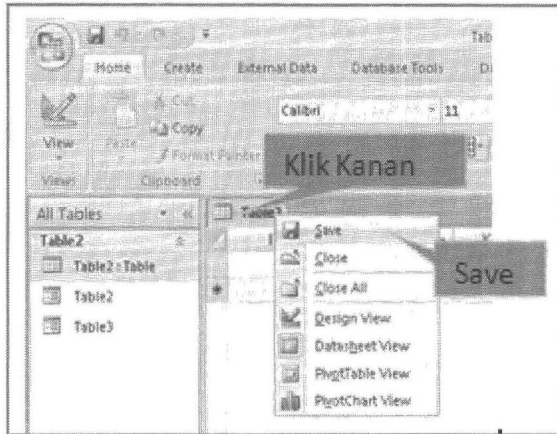 Tab
Home Create External Data Database Tools
View Paste Cut
Copy
Format Painter
Calibri 11
Views Clipboard
Klik Kanan
All Tables
Table2
Table2 : Table
Table2
Table3
Save
Close
Close All
Design View
Datasheet View
PivotTable View
PivotChart View
Save